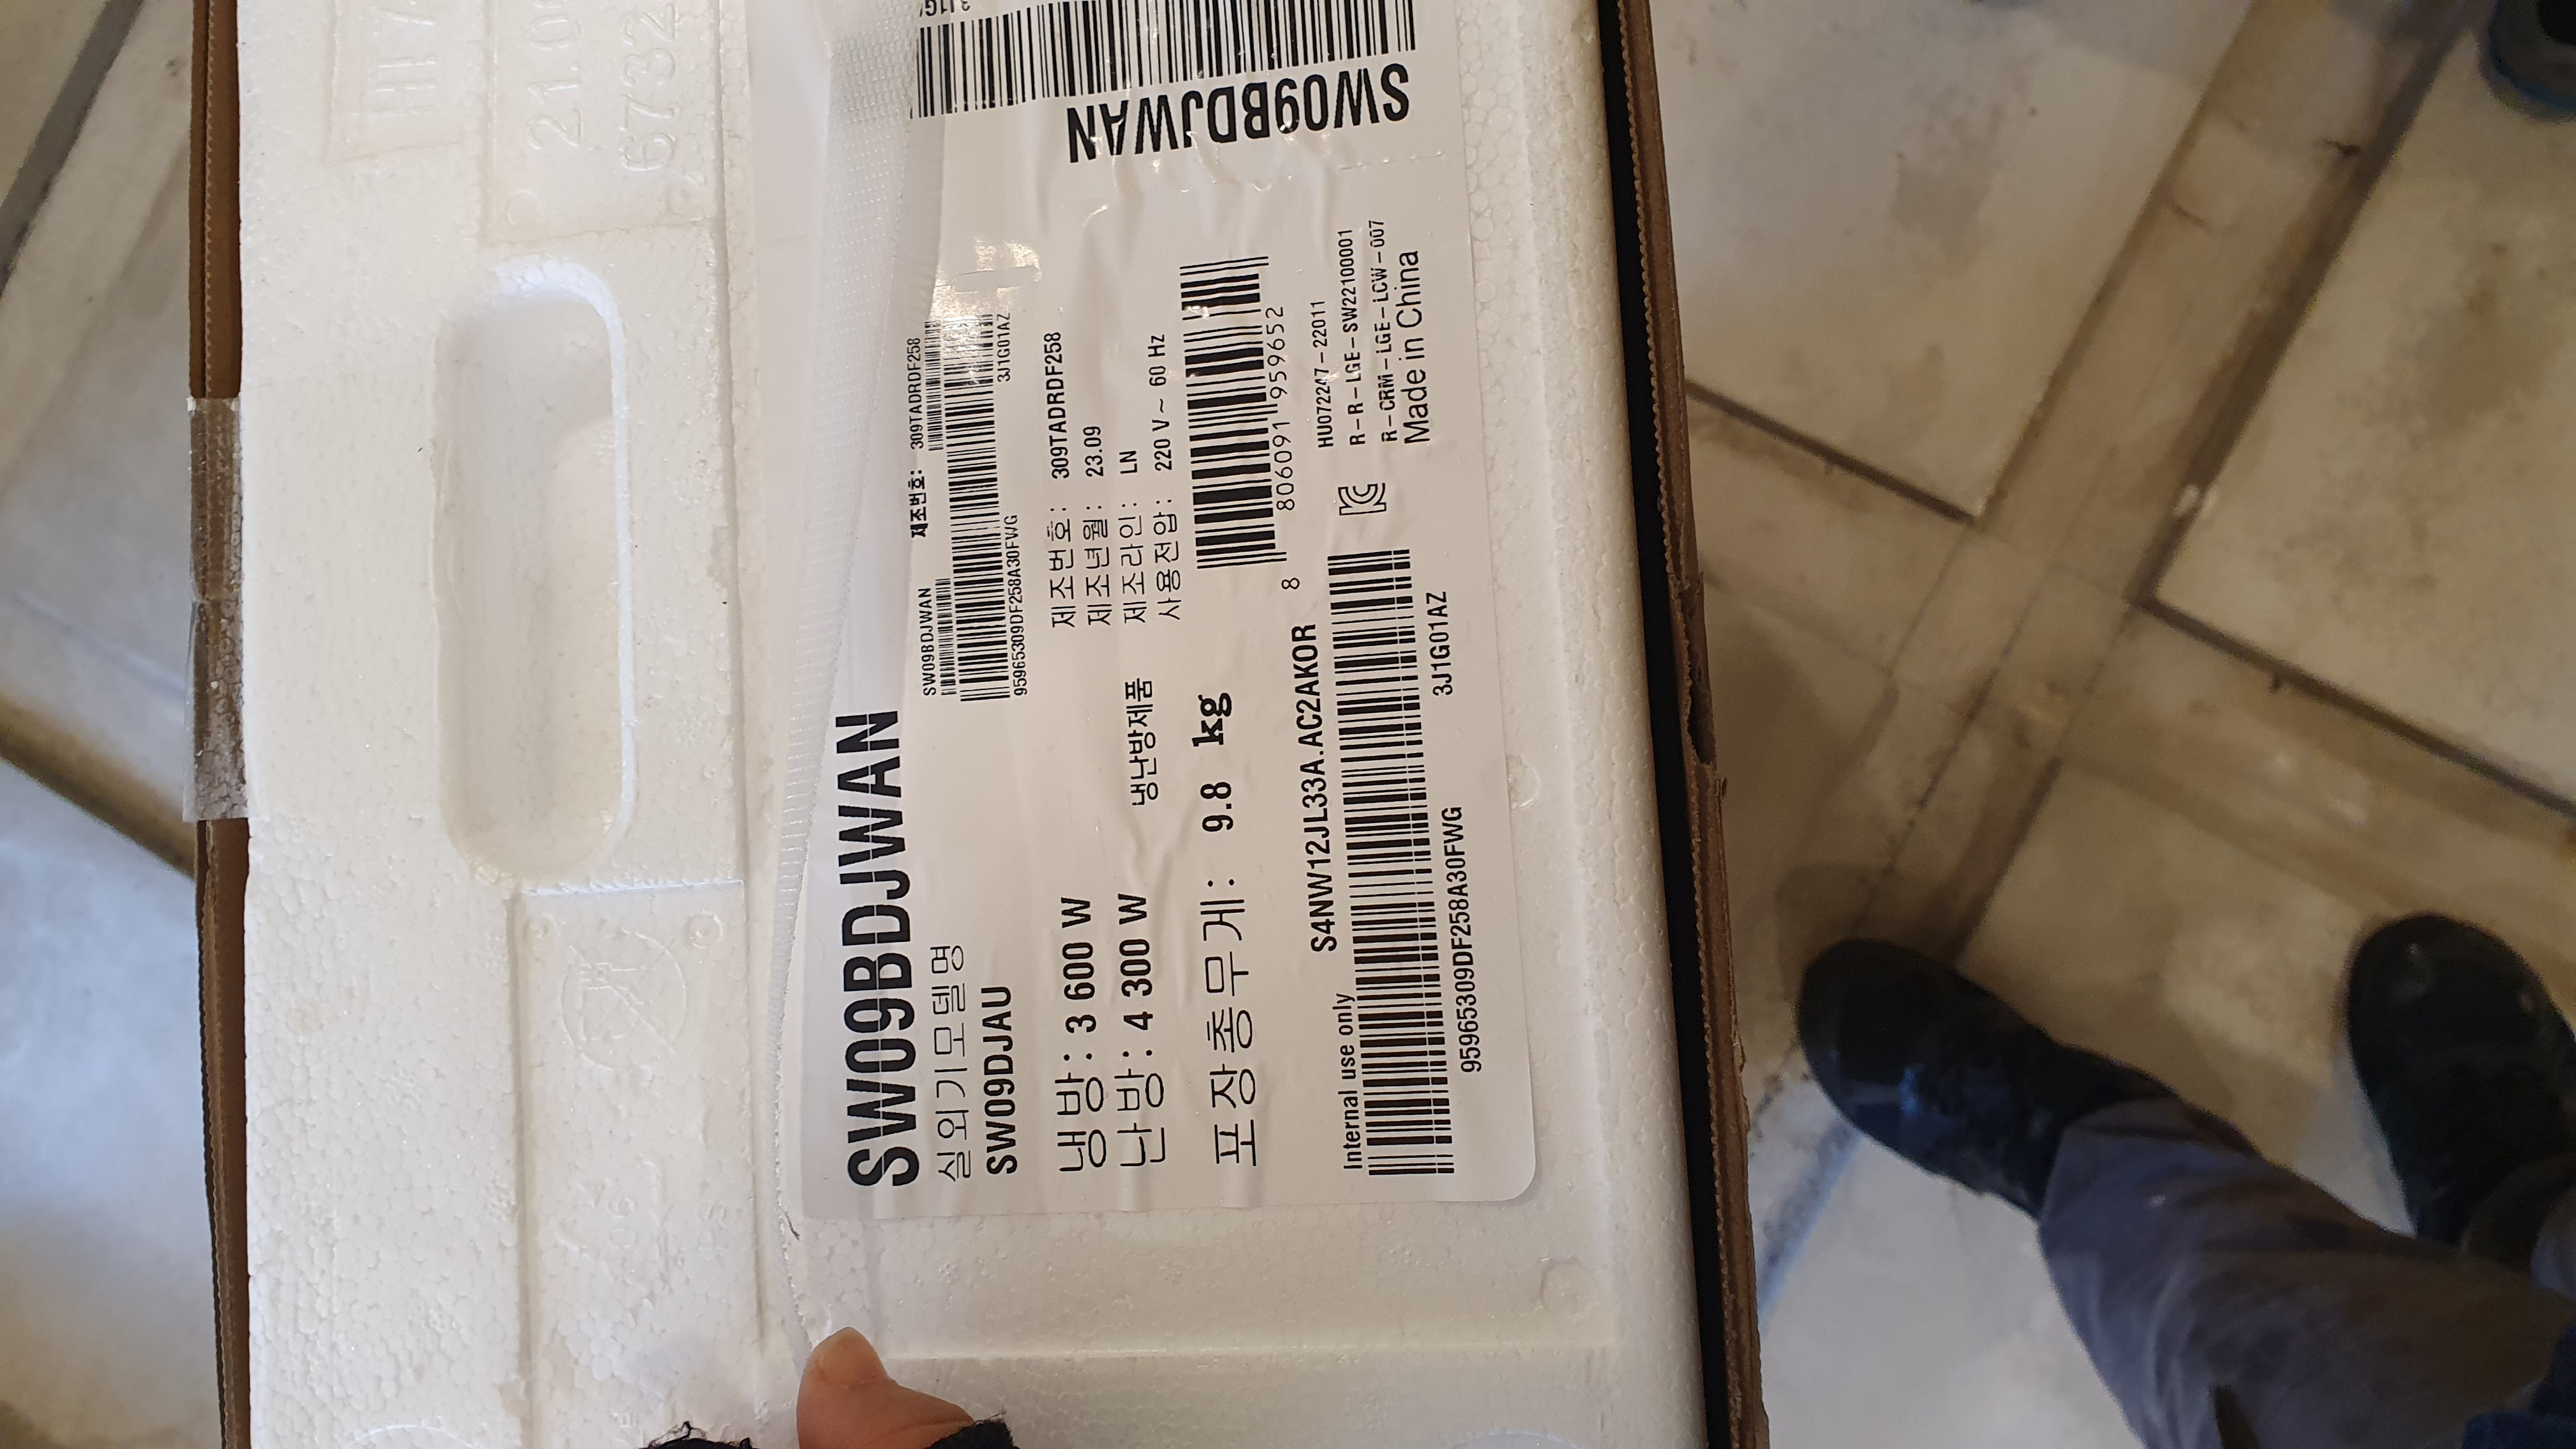 SW09BDJWAN
실외기모델명
SW09DJAU
냉방: 3 600 W
난방: 4 300 W
냉난방제품
포장총무게: 9.8 kg
SW09BDJWAN
제조번호: 309TADRDF258
95965309DF258A30FWG
3J1G01AZ
제조번호: 309TADRDF258
제조년월: 23.09
제조라인: LN
사용전압: 220 V~ 60 Hz
8 806091 959652
S4NW12JL33A.AC2AKOR
Internal use only
95965309DF258A30FWG
3J1G01AZ
HU072247-22011
R-R-LGE-SW22100001
R-CRM-LGE-LCW-007
Made in China
SW09BDJWAN
6732